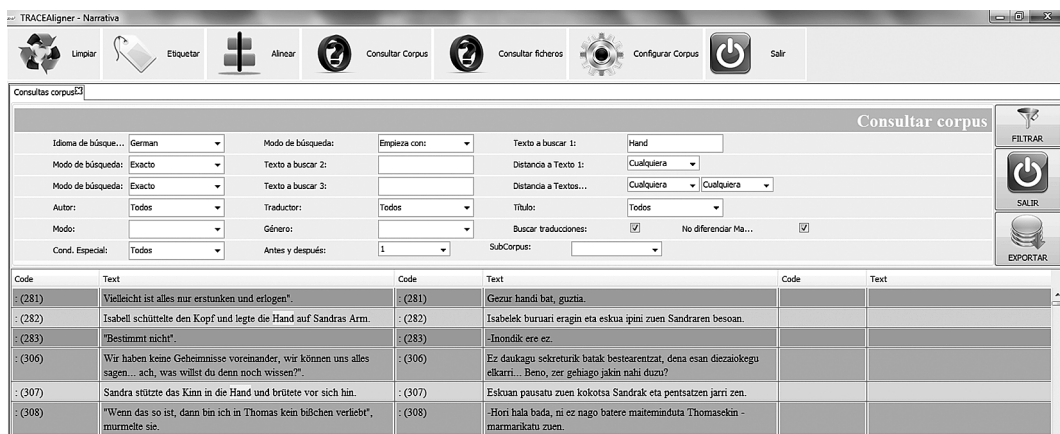 TRACEAligner - Narrativa
Limpiar Etiquetar Alinear Consultar Corpus Consultar ficheros Configurar Corpus Salir
Consultas corpus
Consultar corpus
Idioma de búsque... German Modo de búsqueda: Empieza con: Texto a buscar 1: Hand
Modo de búsqueda: Exacto Texto a buscar 2: Distancia a Texto 1: Cualquiera
Modo de búsqueda: Exacto Texto a buscar 3: Distancia a Textos... Cualquiera Cualquiera
Autor: Todos Traductor: Todos Título: Todos
Modo: Género: Buscar traducciones: No diferenciar Ma...
Cond. Especial: Todos Antes y después: 1 SubCorpus:
FILTRAR
SALIR
EXPORTAR
Code Text Code Text Code Text
: (281) Vielleicht ist alles nur erstunken und erlogen". : (281) Gezur handi bat, guztia.
: (282) Isabell schüttelte den Kopf und legte die Hand auf Sandras Arm. : (282) Isabelek buruari eragin eta eskua ipini zuen Sandraren besoan.
: (283) "Bestimmt nicht". : (283) -Inondik ere ez.
: (306) Wir haben keine Geheimnisse voreinander, wir können uns alles : (306) Ez daukagu sekreturik batak bestearentzat, dena esan diezaiokegu
sagen... ach, was willst du denn noch wissen?". elkarri... Beno, zer gehiago jakin nahi duzu?
: (307) Sandra stützte das Kinn in die Hand und brütete vor sich hin. : (307) Eskuan pausatu zuen kokotsa Sandrak eta pentsatzen jarri zen.
: (308) "Wenn das so ist, dann bin ich in Thomas kein bißchen verliebt", : (308) -Hori hala bada, ni ez nago batere maiteminduta Thomasekin -
murmelte sie. marmarikatu zuen.